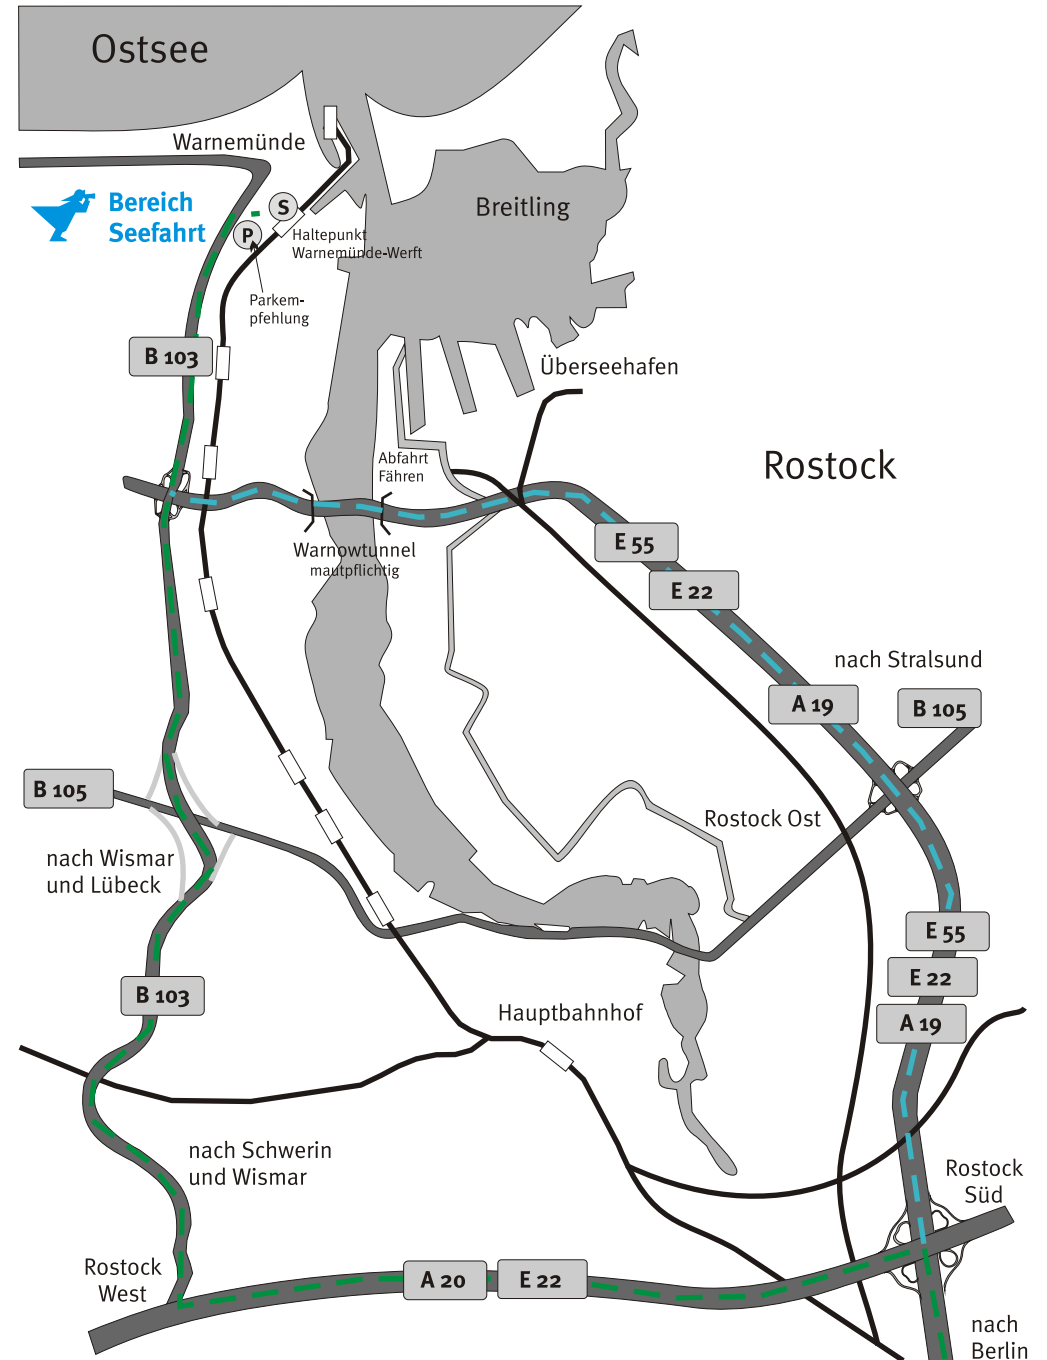 Ostsee
Warnemünde
Bereich
Seefahrt
S
P
Breitling
Haltepunkt
Warnemünde-Werft
Parkem-
pfehlung
B 103
Überseehafen
Abfahrt
Fähren
Rostock
Warnowtunnel
mautpflichtig
E 55
E 22
nach Stralsund
A 19
B 105
B 105
Rostock Ost
nach Wismar
und Lübeck
E 55
E 22
B 103
Hauptbahnhof
A 19
nach Schwerin
und Wismar
Rostock
Süd
Rostock
West
A 20
E 22
nach
Berlin